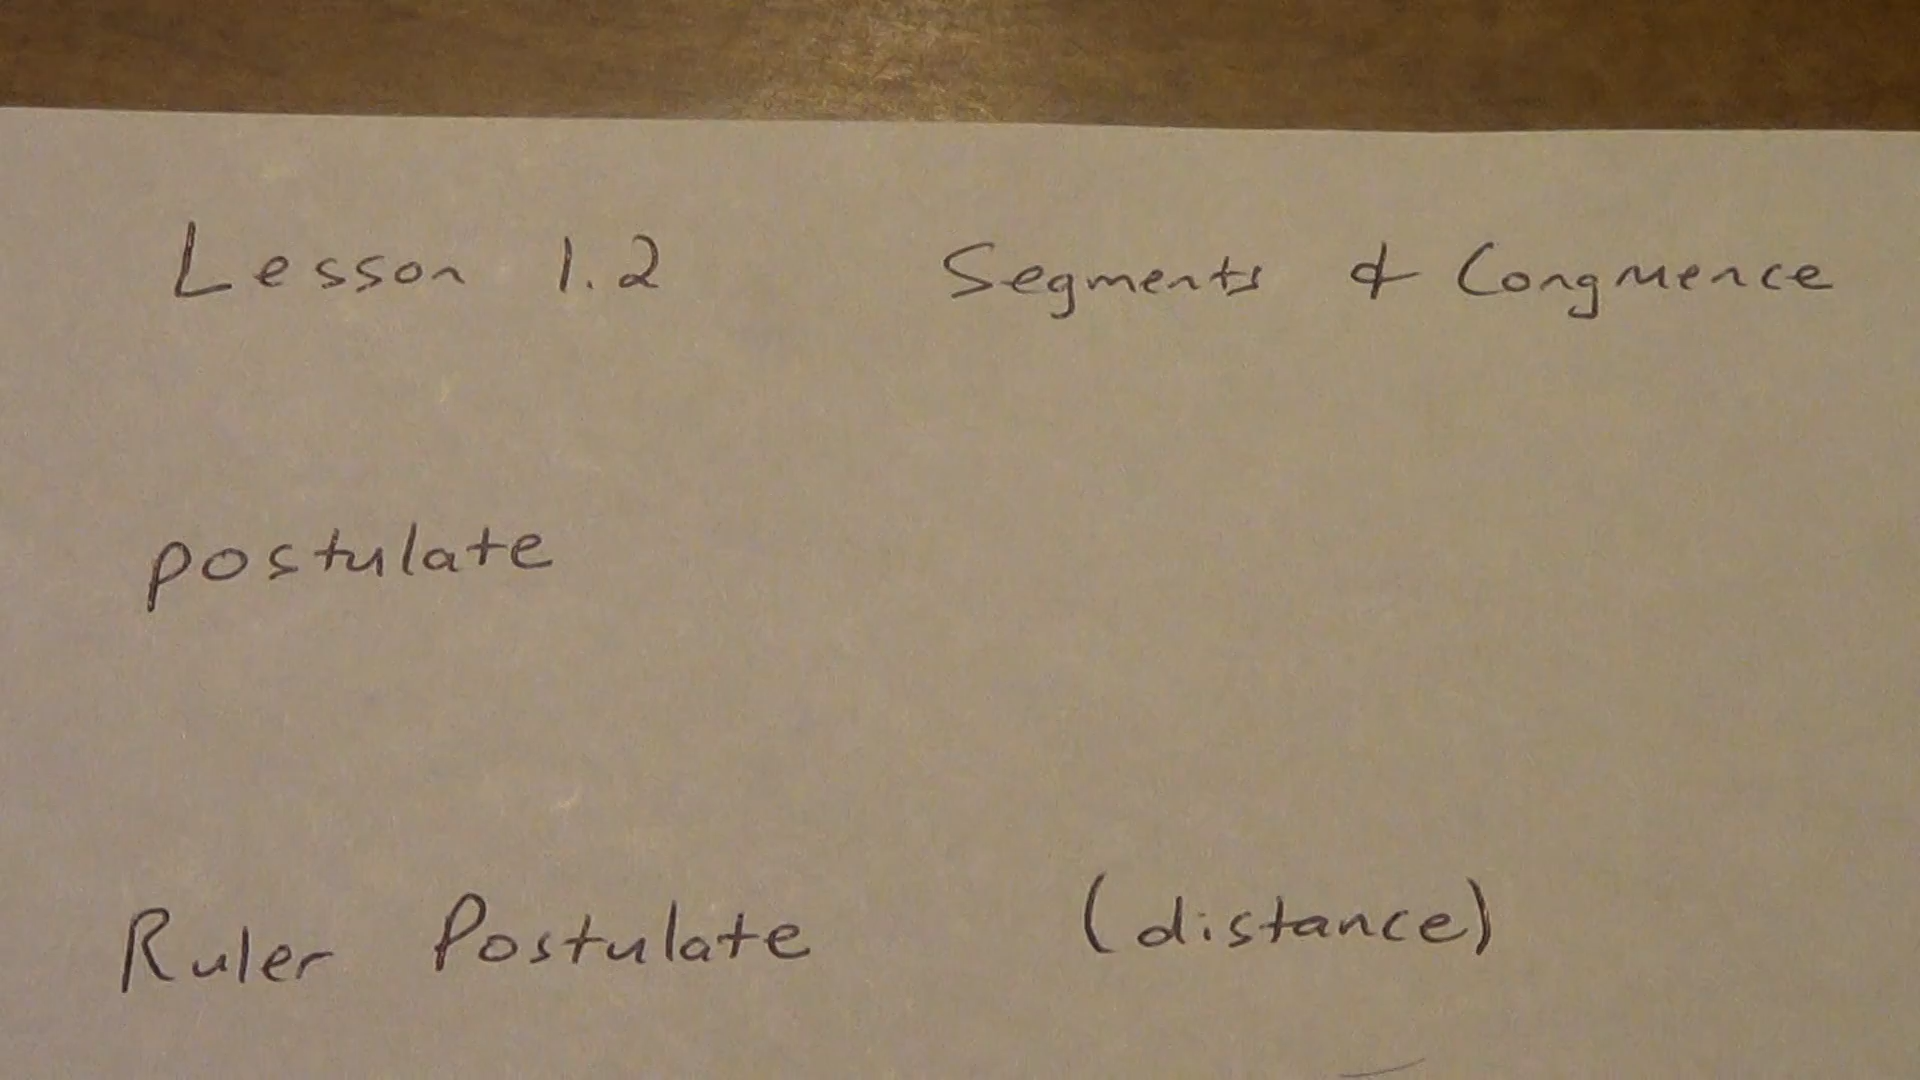 Lesson 1.2 Segments & Congruence
postulate
Ruler Postulate (distance)